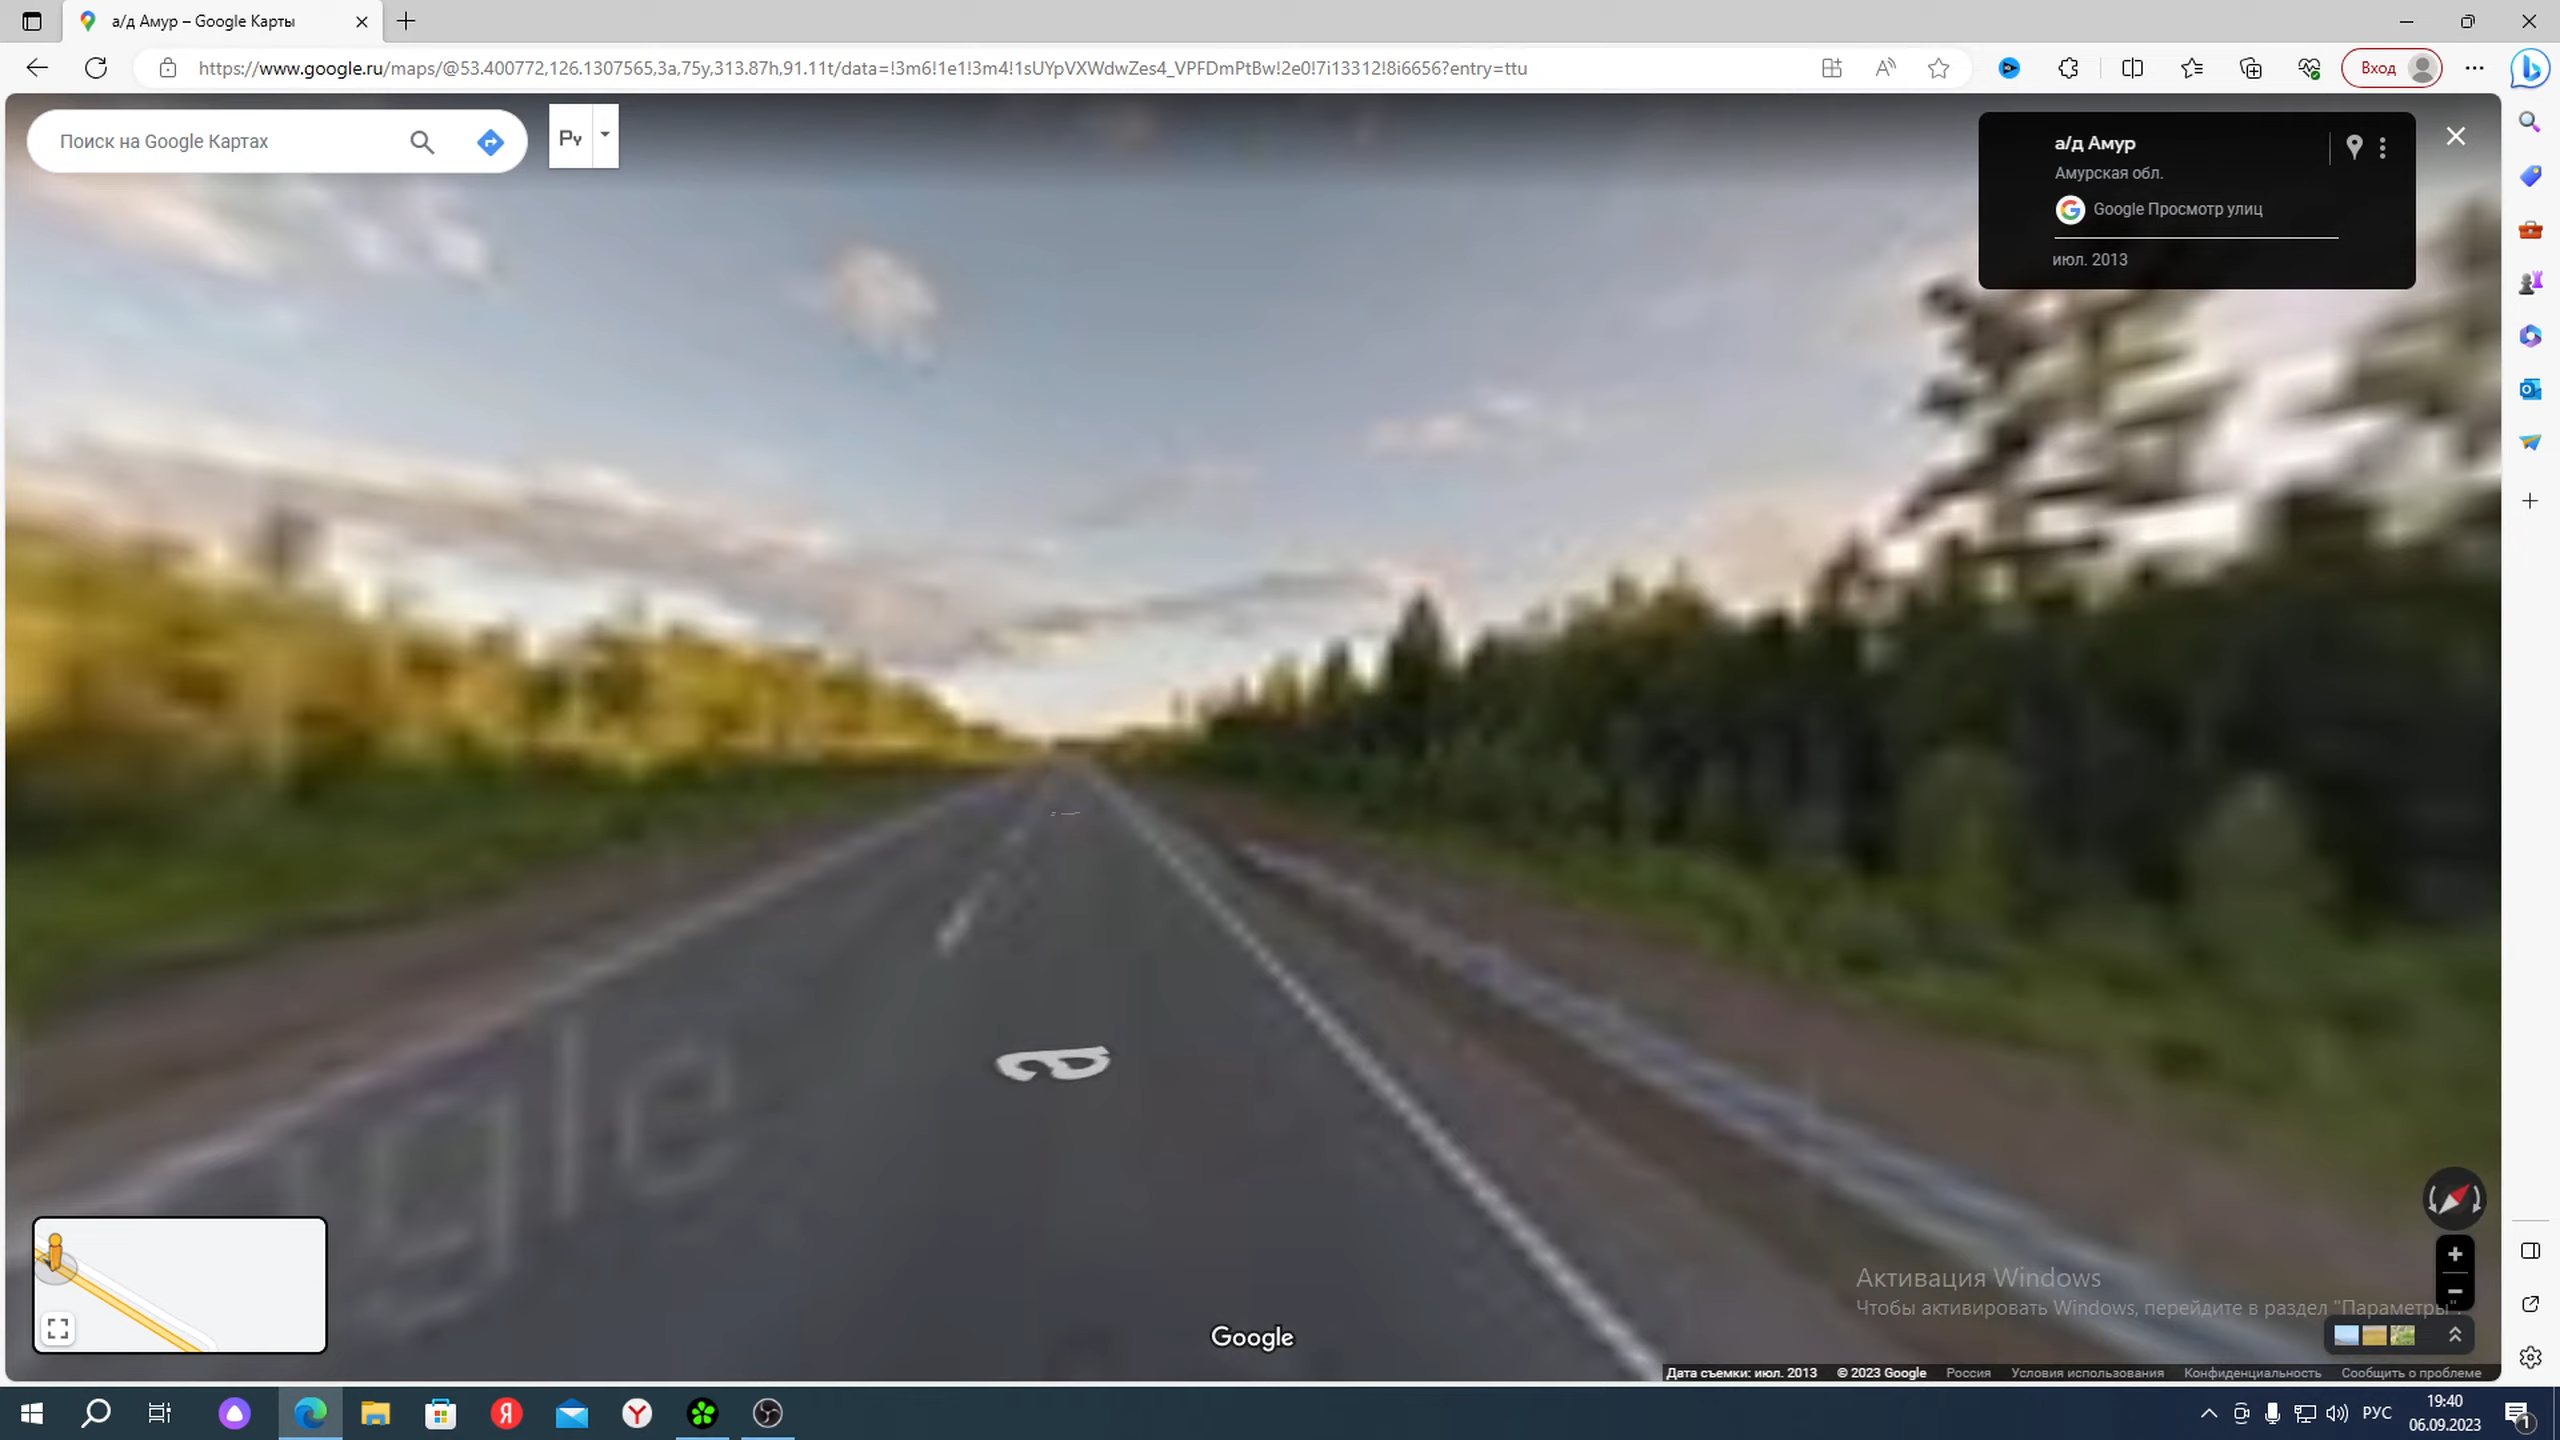 а/д Амур – Google Карты
https://www.google.ru/maps/@53.400772,126.1307565,3a,75y,313.87h,91.11t/data=!3m6!1e1!3m4!1sUYpVXWdwZes4_VPFDmPtBw!2e0!7i13312!8i6656?entry=ttu
Вход
Поиск на Google Картах
Ру
а/д Амур
Амурская обл.
Google Просмотр улиц
июл. 2013
gle
Активация Windows
Чтобы активировать Windows, перейдите в раздел "Параметры".
Google
Дата съемки: июл. 2013 © 2023 Google Россия Условия использования Конфиденциальность Сообщить о проблеме
РУС
19:40
06.09.2023
1